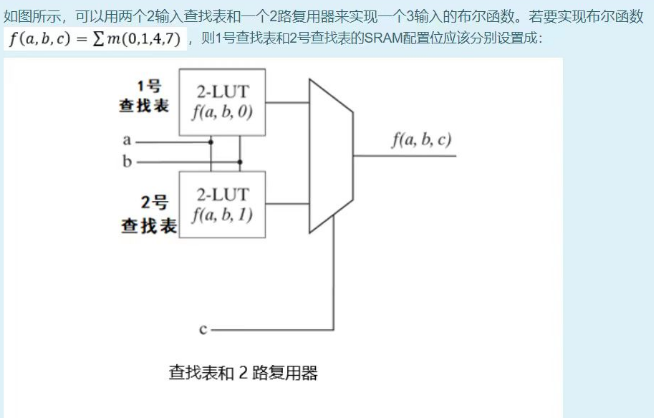 如图所示，可以用两个2输入查找表和一个2路复用器来实现一个3输入的布尔函数。若要实现布尔函数
f(a,b,c) = ∑m(0,1,4,7)，则1号查找表和2号查找表的SRAM配置位应该分别设置成：
1号
查找表
2-LUT
f(a, b, 0)
a
b
f(a, b, c)
2号
查找表
2-LUT
f(a, b, 1)
c
查找表和 2 路复用器